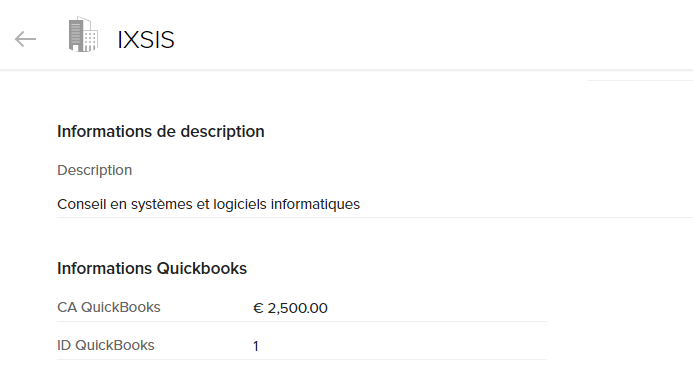 IXSIS
Informations de description
Description
Conseil en systèmes et logiciels informatiques
Informations Quickbooks
CA QuickBooks € 2,500.00
ID QuickBooks 1